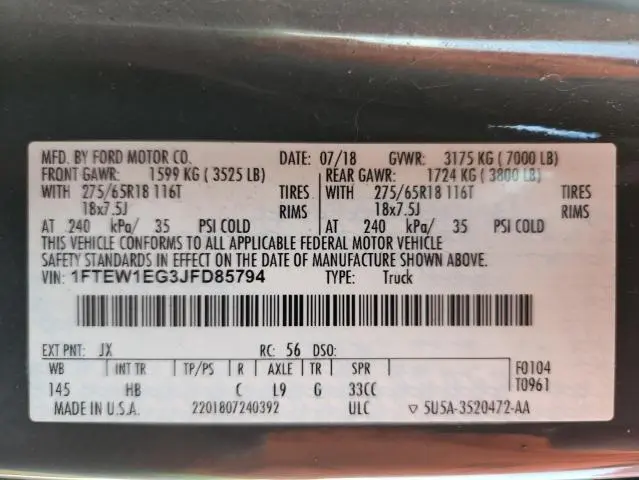 MFD. BY FORD MOTOR CO. DATE: 07/18 GVWR: 3175 KG ( 7000 LB)
FRONT GAWR: 1599 KG ( 3525 LB) REAR GAWR: 1724 KG ( 3800 LB)
WITH 275/65R18 116T TIRES WITH 275/65R18 116T TIRES
18x7.5J RIMS 18x7.5J RIMS
AT 240 kPa/ 35 PSI COLD AT 240 kPa/ 35 PSI COLD
THIS VEHICLE CONFORMS TO ALL APPLICABLE FEDERAL MOTOR VEHICLE
SAFETY STANDARDS IN EFFECT ON THE DATE OF MANUFACTURE SHOWN ABOVE.
VIN: 1FTEW1EG3JFD85794 TYPE: Truck
EXT PNT: JX RC: 56 DSO:
WB INT TR TP/PS R AXLE TR SPR F0104
145 HB C L9 G 33CC T0961
MADE IN U.S.A. 2201807240392 ULC ▽ 5U5A-3520472-AA